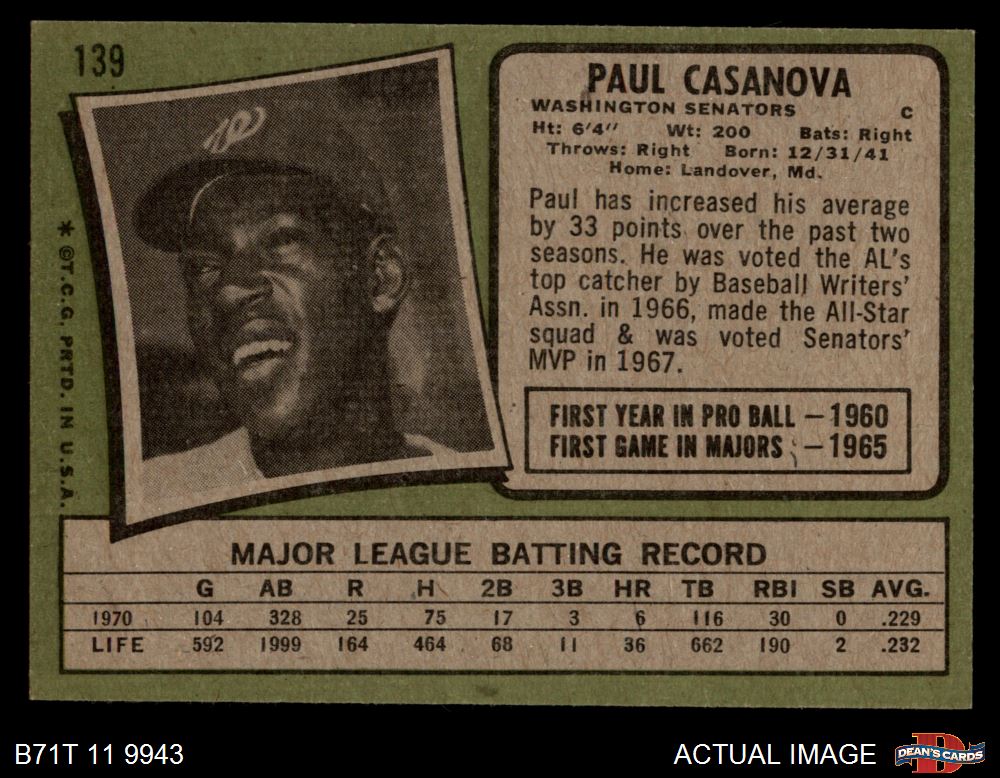 139
PAUL CASANOVA
WASHINGTON SENATORS C
Ht: 6'4" Wt: 200 Bats: Right
Throws: Right Born: 12/31/41
Home: Landover, Md.
Paul has increased his average
by 33 points over the past two
seasons. He was voted the AL's
top catcher by Baseball Writers'
Assn. in 1966, made the All-Star
squad & was voted Senators'
MVP in 1967.
FIRST YEAR IN PRO BALL — 1960
FIRST GAME IN MAJORS — 1965
* © T.C.G. PRTD. IN U.S.A.
MAJOR LEAGUE BATTING RECORD
G AB R H 2B 3B HR TB RBI SB AVG.
1970 104 328 25 75 17 3 6 116 30 0 .229
LIFE 592 1999 164 464 68 11 36 662 190 2 .232
B71T 11 9943
ACTUAL IMAGE
D
DEAN'S CARDS